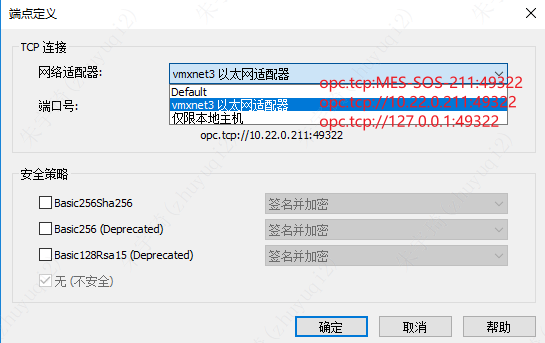 端点定义
TCP 连接
网络适配器:
vmxnet3 以太网适配器
opc.tcp:MES-SOS-211:49322
Default
vmxnet3 以太网适配器
opc.tcp://10.22.0.211:49322
端口号:
仅限本地主机
opc.tcp://127.0.0.1:49322
opc.tcp://10.22.0.211:49322
安全策略
Basic256Sha256
签名并加密
Basic256 (Deprecated)
签名并加密
Basic128Rsa15 (Deprecated)
签名并加密
无 (不安全)
确定
取消
帮助